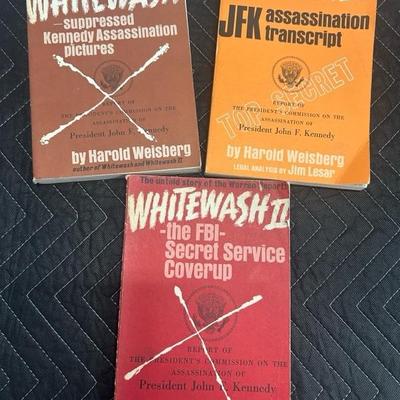 WHITEWASH
-suppressed
Kennedy Assassination
pictures
REPORT OF
THE PRESIDENT'S COMMISSION ON THE
ASSASSINATION OF
President John F. Kennedy
by Harold Weisberg
author of Whitewash and Whitewash II
JFK assassination
transcript
TOP SECRET
REPORT OF
THE PRESIDENT'S COMMISSION ON THE
ASSASSINATION OF
President John F. Kennedy
by Harold Weisberg
LEGAL ANALYSIS BY Jim Lesar
The untold story of the Warren Report
WHITEWASH II
-the FBI-
Secret Service
Coverup
REPORT OF
THE PRESIDENT'S COMMISSION ON THE
ASSASSINATION OF
President John F. Kennedy